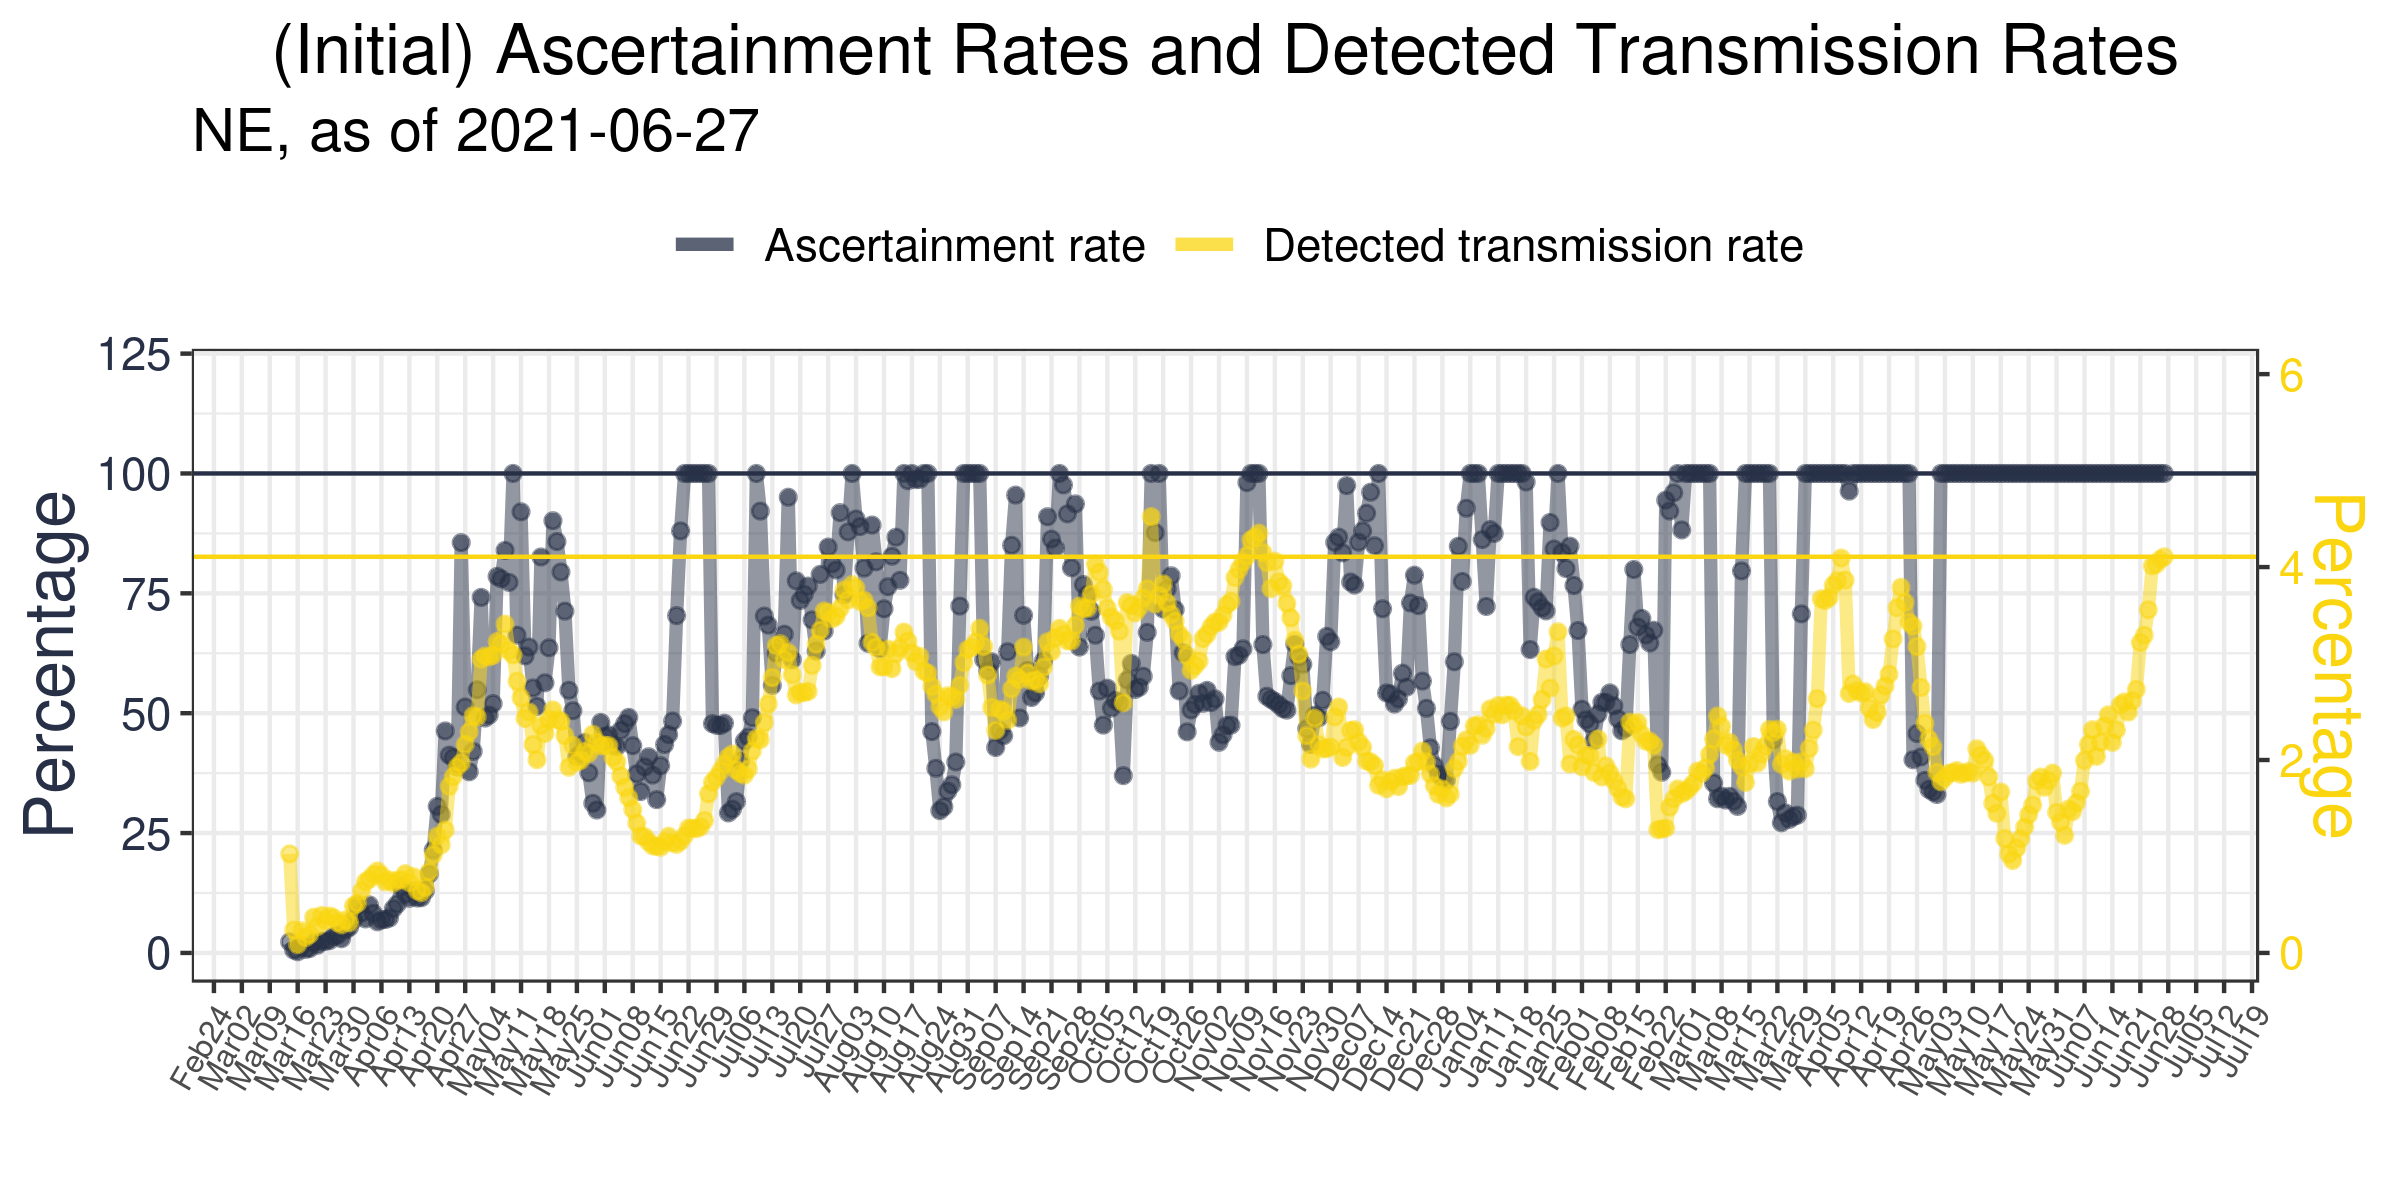 (Initial) Ascertainment Rates and Detected Transmission Rates
NE, as of 2021-06-27
Ascertainment rate
Detected transmission rate
Percentage
125
100
75
50
25
0
6
4
2
0
Percentage
Feb24
Mar02
Mar09
Mar16
Mar23
Mar30
Apr06
Apr13
Apr20
Apr27
May04
May11
May18
May25
Jun01
Jun08
Jun15
Jun22
Jun29
Jul06
Jul13
Jul20
Jul27
Aug03
Aug10
Aug17
Aug24
Aug31
Sep07
Sep14
Sep21
Sep28
Oct05
Oct12
Oct19
Oct26
Nov02
Nov09
Nov16
Nov23
Nov30
Dec07
Dec14
Dec21
Dec28
Jan04
Jan11
Jan18
Jan25
Feb01
Feb08
Feb15
Feb22
Mar01
Mar08
Mar15
Mar22
Mar29
Apr05
Apr12
Apr19
Apr26
May03
May10
May17
May24
May31
Jun07
Jun14
Jun21
Jun28
Jul05
Jul12
Jul19